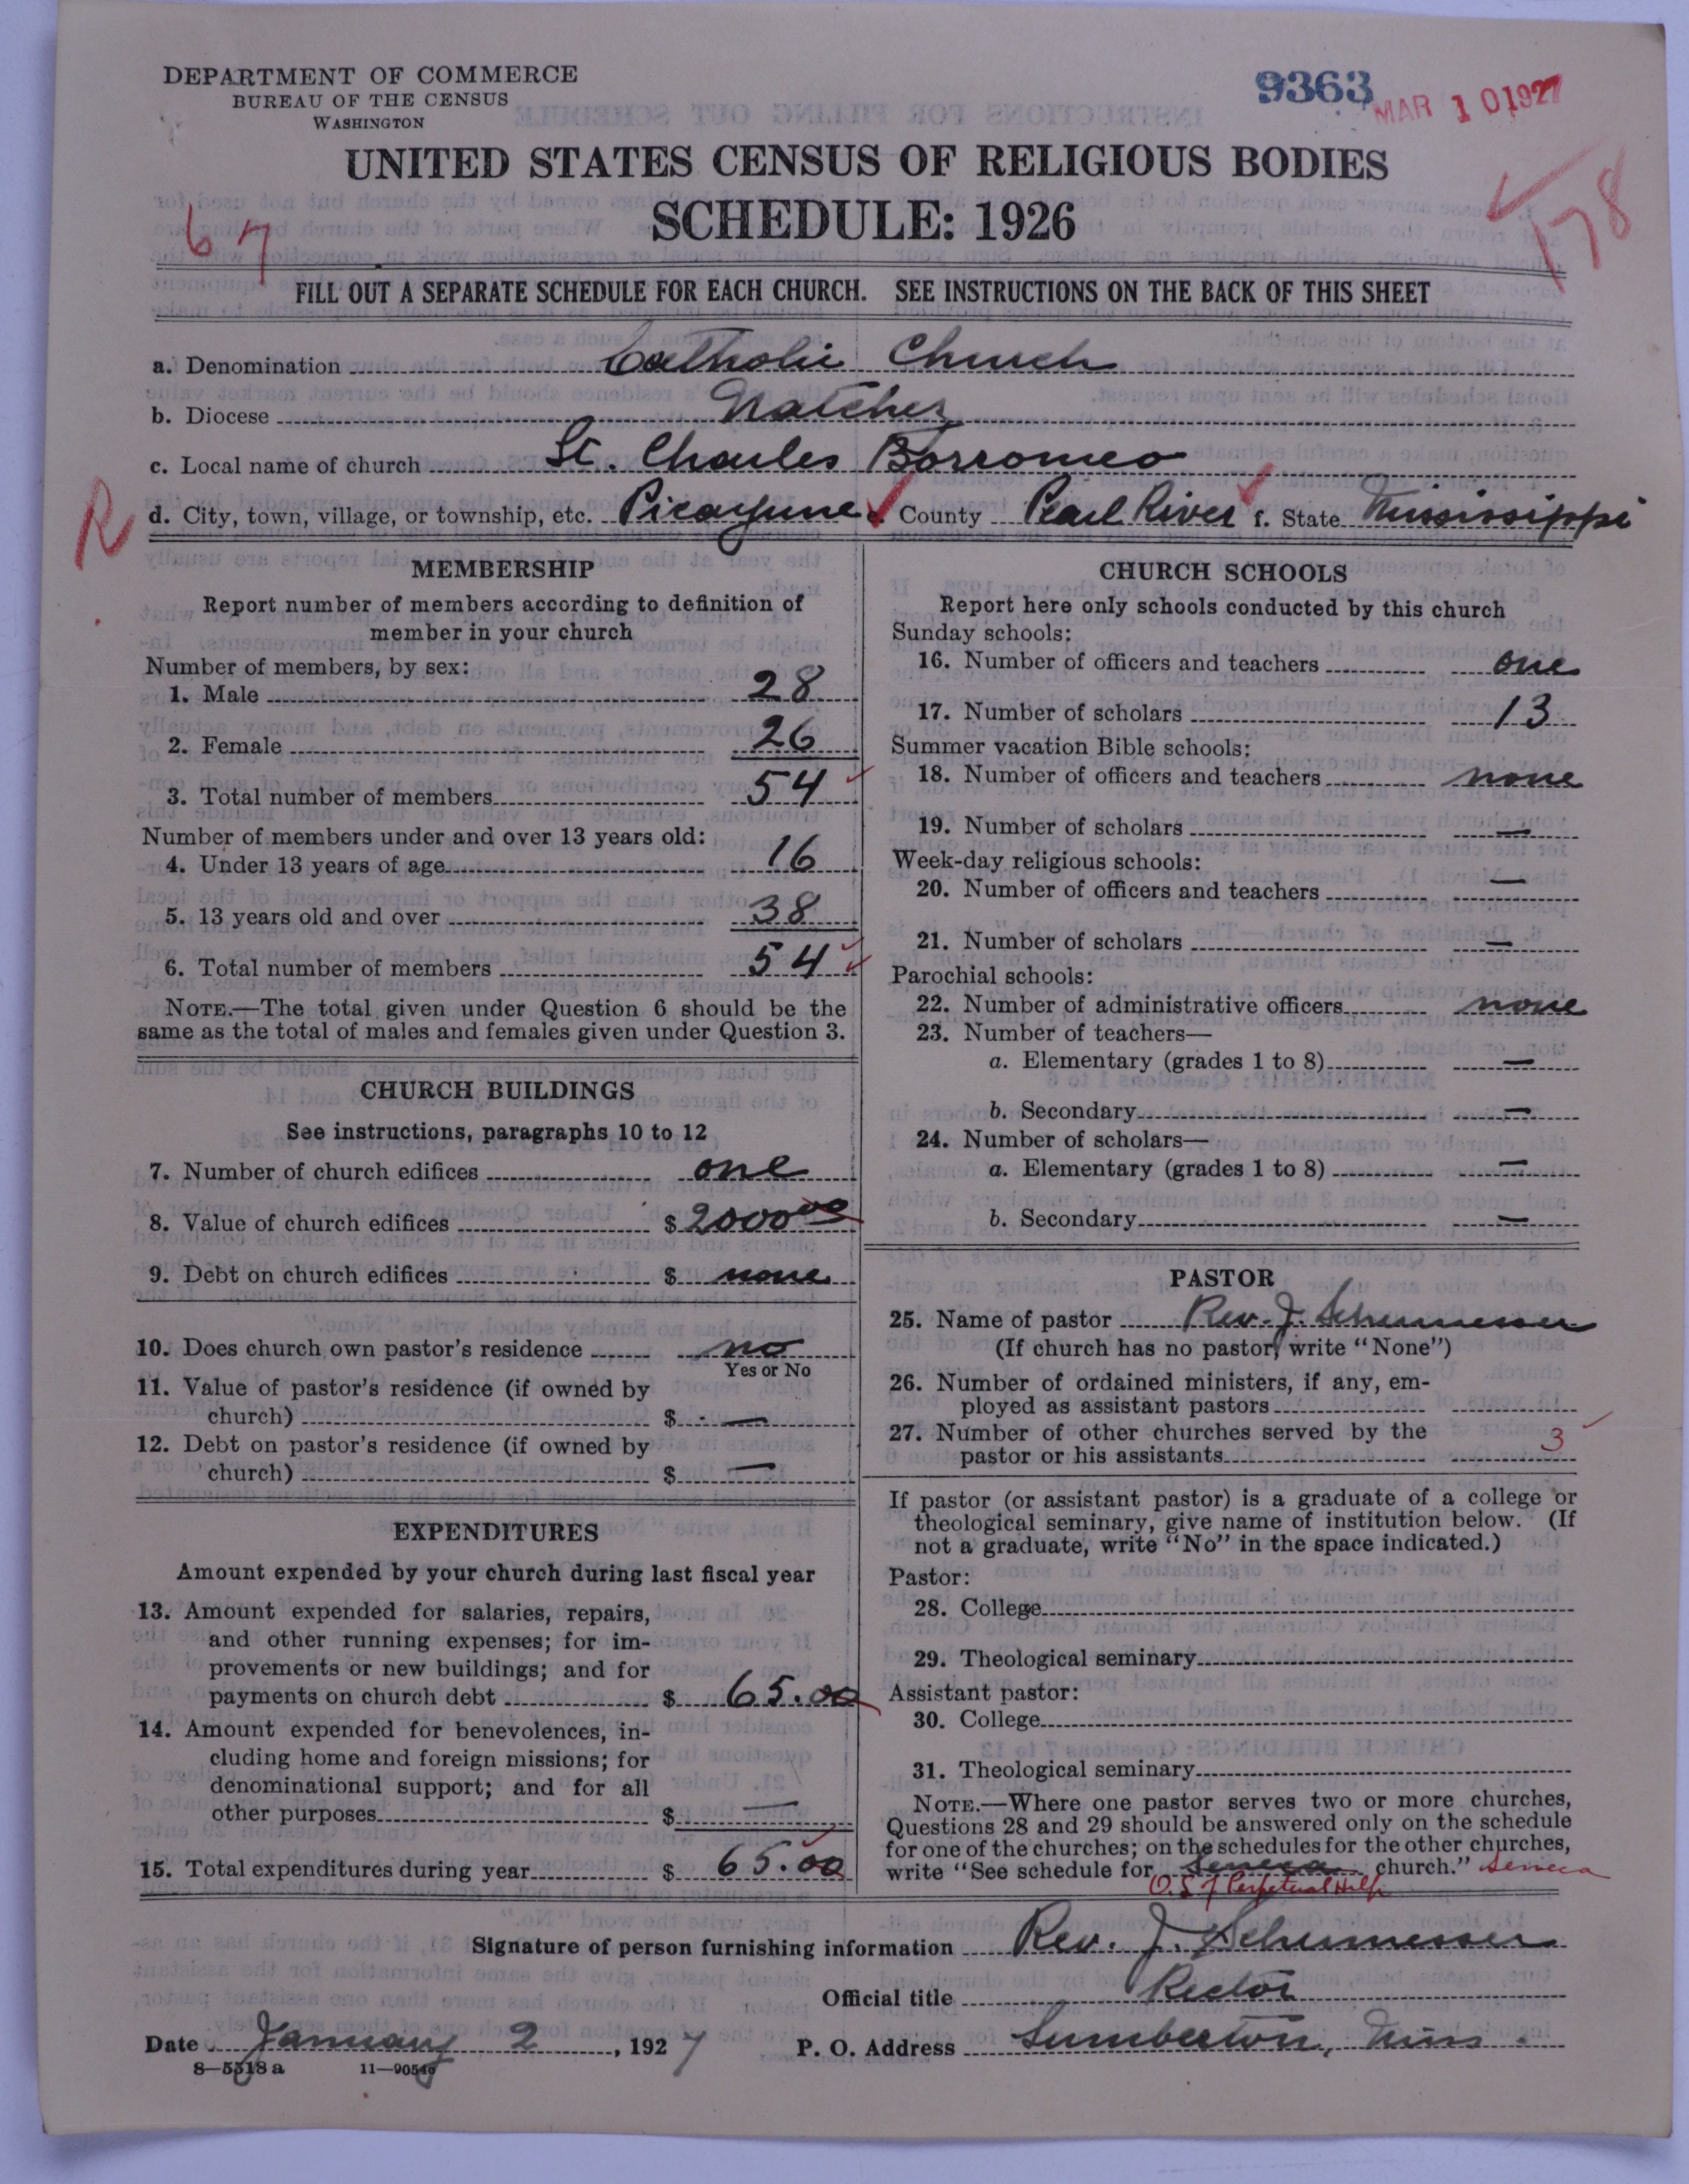 DEPARTMENT OF COMMERCE
BUREAU OF THE CENSUS
WASHINGTON
9363
MAR 10 1927
UNITED STATES CENSUS OF RELIGIOUS BODIES
SCHEDULE: 1926
67
178
FILL OUT A SEPARATE SCHEDULE FOR EACH CHURCH. SEE INSTRUCTIONS ON THE BACK OF THIS SHEET
a. Denomination Catholic Church
b. Diocese Natchez
c. Local name of church St. Charles Borromeo
R
d. City, town, village, or township, etc. Picayune County Pearl River f. State Mississippi
MEMBERSHIP
Report number of members according to definition of
member in your church
Number of members, by sex:
1. Male 28
2. Female 26
3. Total number of members 54
Number of members under and over 13 years old:
4. Under 13 years of age 16
5. 13 years old and over 38
6. Total number of members 54
NOTE.—The total given under Question 6 should be the
same as the total of males and females given under Question 3.
CHURCH BUILDINGS
See instructions, paragraphs 10 to 12
7. Number of church edifices one
8. Value of church edifices $ 2000 00
9. Debt on church edifices $ none
10. Does church own pastor's residence no
Yes or No
11. Value of pastor's residence (if owned by
church) $ —
12. Debt on pastor's residence (if owned by
church) $ —
EXPENDITURES
Amount expended by your church during last fiscal year
13. Amount expended for salaries, repairs,
and other running expenses; for im-
provements or new buildings; and for
payments on church debt $ 65.00
14. Amount expended for benevolences, in-
cluding home and foreign missions; for
denominational support; and for all
other purposes $ —
15. Total expenditures during year $ 65.00
CHURCH SCHOOLS
Report here only schools conducted by this church
Sunday schools:
16. Number of officers and teachers one
17. Number of scholars 13
Summer vacation Bible schools:
18. Number of officers and teachers none
19. Number of scholars —
Week-day religious schools:
20. Number of officers and teachers —
21. Number of scholars —
Parochial schools:
22. Number of administrative officers none
23. Number of teachers—
a. Elementary (grades 1 to 8) —
b. Secondary —
24. Number of scholars—
a. Elementary (grades 1 to 8) —
b. Secondary —
PASTOR
25. Name of pastor Rev. J.
(If church has no pastor, write "None")
26. Number of ordained ministers, if any, em-
ployed as assistant pastors
27. Number of other churches served by the
pastor or his assistants 3
If pastor (or assistant pastor) is a graduate of a college or
theological seminary, give name of institution below. (If
not a graduate, write "No" in the space indicated.)
Pastor:
28. College
29. Theological seminary
Assistant pastor:
30. College
31. Theological seminary
NOTE.—Where one pastor serves two or more churches,
Questions 28 and 29 should be answered only on the schedule
for one of the churches; on the schedules for the other churches,
write "See schedule for Seneca church." Seneca
Perpetual Help
Signature of person furnishing information Rev. J.
Official title Rector
Date January 2, 1927 P. O. Address Lumberton, Miss.
8—5518 a 11—9054